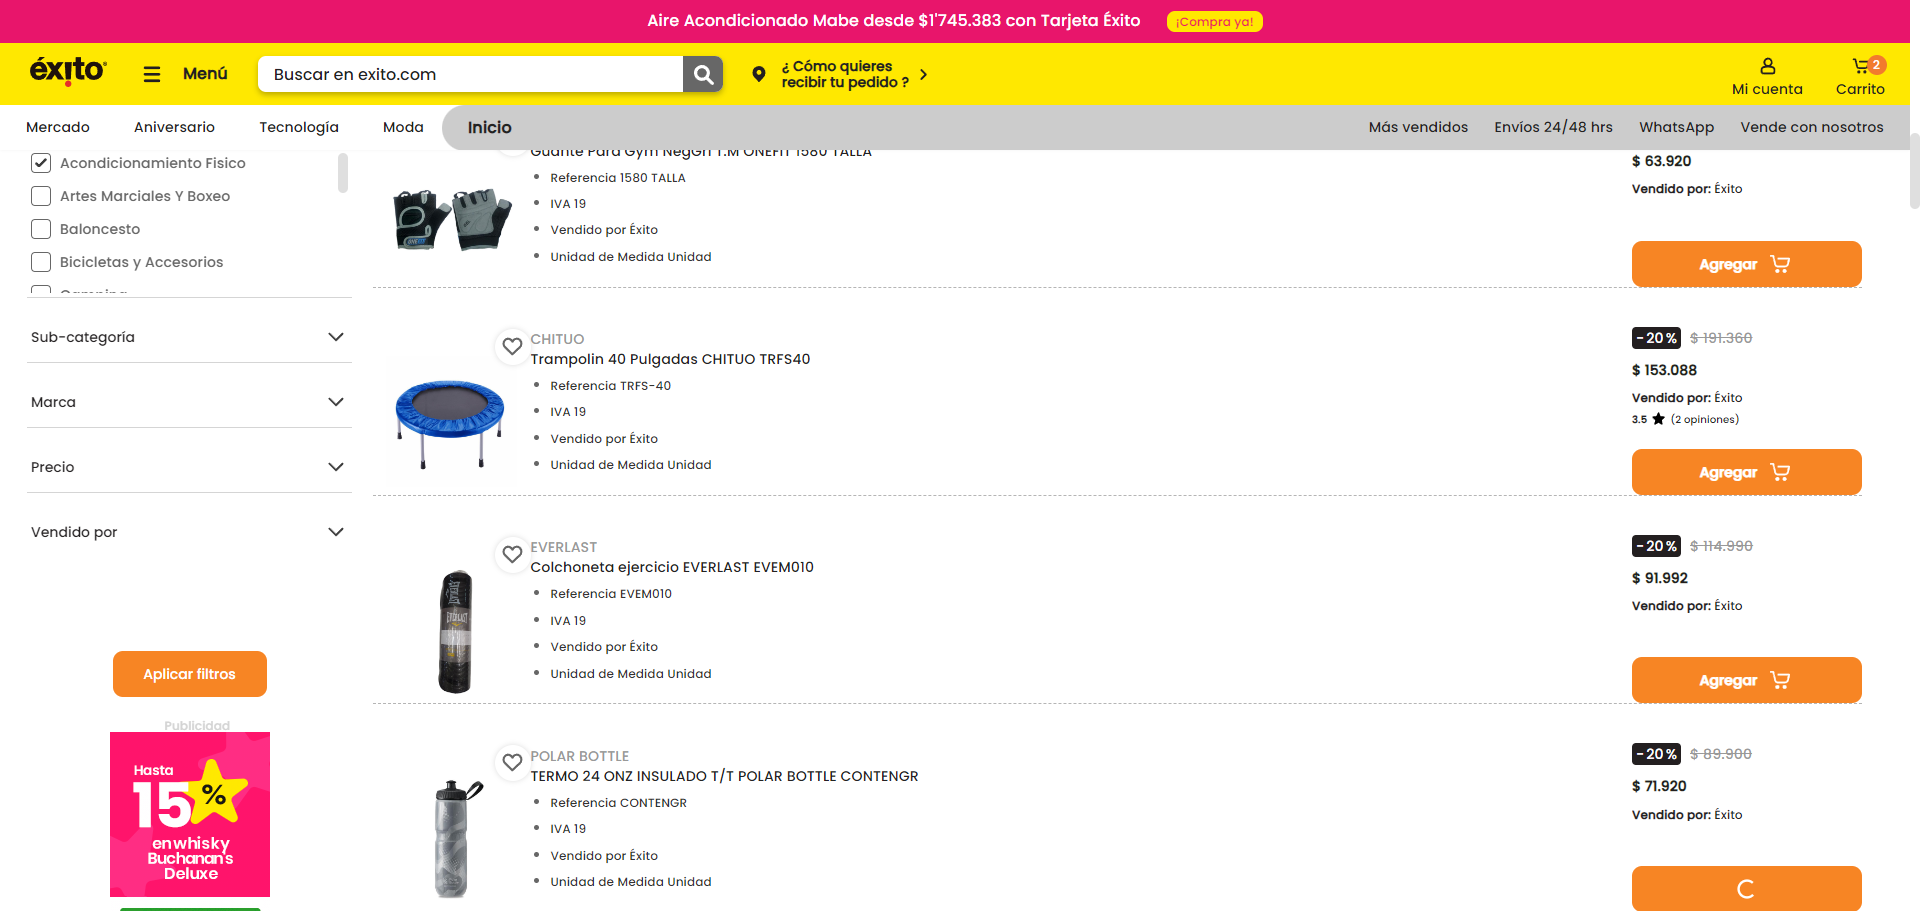 Aire Acondicionado Mabe desde $1'745.383 con Tarjeta Éxito
¡Compra ya!
éxito
Menú
Buscar en exito.com
¿ Cómo quieres
recibir tu pedido ?
Mi cuenta
2
Carrito
Mercado
Aniversario
Tecnología
Moda
Inicio
Más vendidos
Envíos 24/48 hrs
WhatsApp
Vende con nosotros
Acondicionamiento Fisico
Artes Marciales Y Boxeo
Baloncesto
Bicicletas y Accesorios
Camping
Sub-categoría
Marca
Precio
Vendido por
Aplicar filtros
Publicidad
Hasta
15%
en whisky
Buchanan's
Deluxe
Guante Para Gym NegGri T.M ONEFIT 1580 TALLA
Referencia 1580 TALLA
IVA 19
Vendido por Éxito
Unidad de Medida Unidad
$ 63.920
Vendido por: Éxito
Agregar
CHITUO
Trampolin 40 Pulgadas CHITUO TRFS40
Referencia TRFS-40
IVA 19
Vendido por Éxito
Unidad de Medida Unidad
-20% $ 191.360
$ 153.088
Vendido por: Éxito
3.5 (2 opiniones)
Agregar
EVERLAST
Colchoneta ejercicio EVERLAST EVEM010
Referencia EVEM010
IVA 19
Vendido por Éxito
Unidad de Medida Unidad
-20% $ 114.990
$ 91.992
Vendido por: Éxito
Agregar
POLAR BOTTLE
TERMO 24 ONZ INSULADO T/T POLAR BOTTLE CONTENGR
Referencia CONTENGR
IVA 19
Vendido por Éxito
Unidad de Medida Unidad
-20% $ 89.900
$ 71.920
Vendido por: Éxito